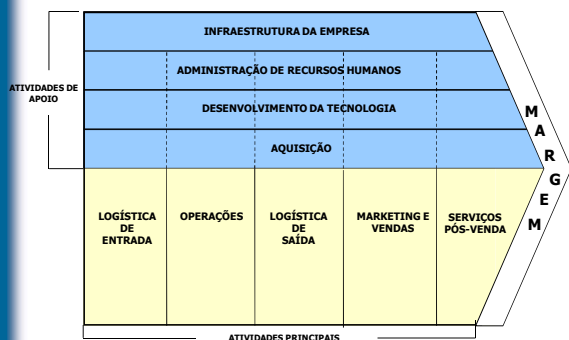 INFRAESTRUTURA DA EMPRESA
ADMINISTRAÇÃO DE RECURSOS HUMANOS
ATIVIDADES DE
APOIO
DESENVOLVIMENTO DA TECNOLOGIA
AQUISIÇÃO
MARGEM
LOGÍSTICA
DE
ENTRADA
OPERAÇÕES
LOGÍSTICA
DE
SAÍDA
MARKETING E
VENDAS
SERVIÇOS
PÓS-VENDA
ATIVIDADES PRINCIPAIS